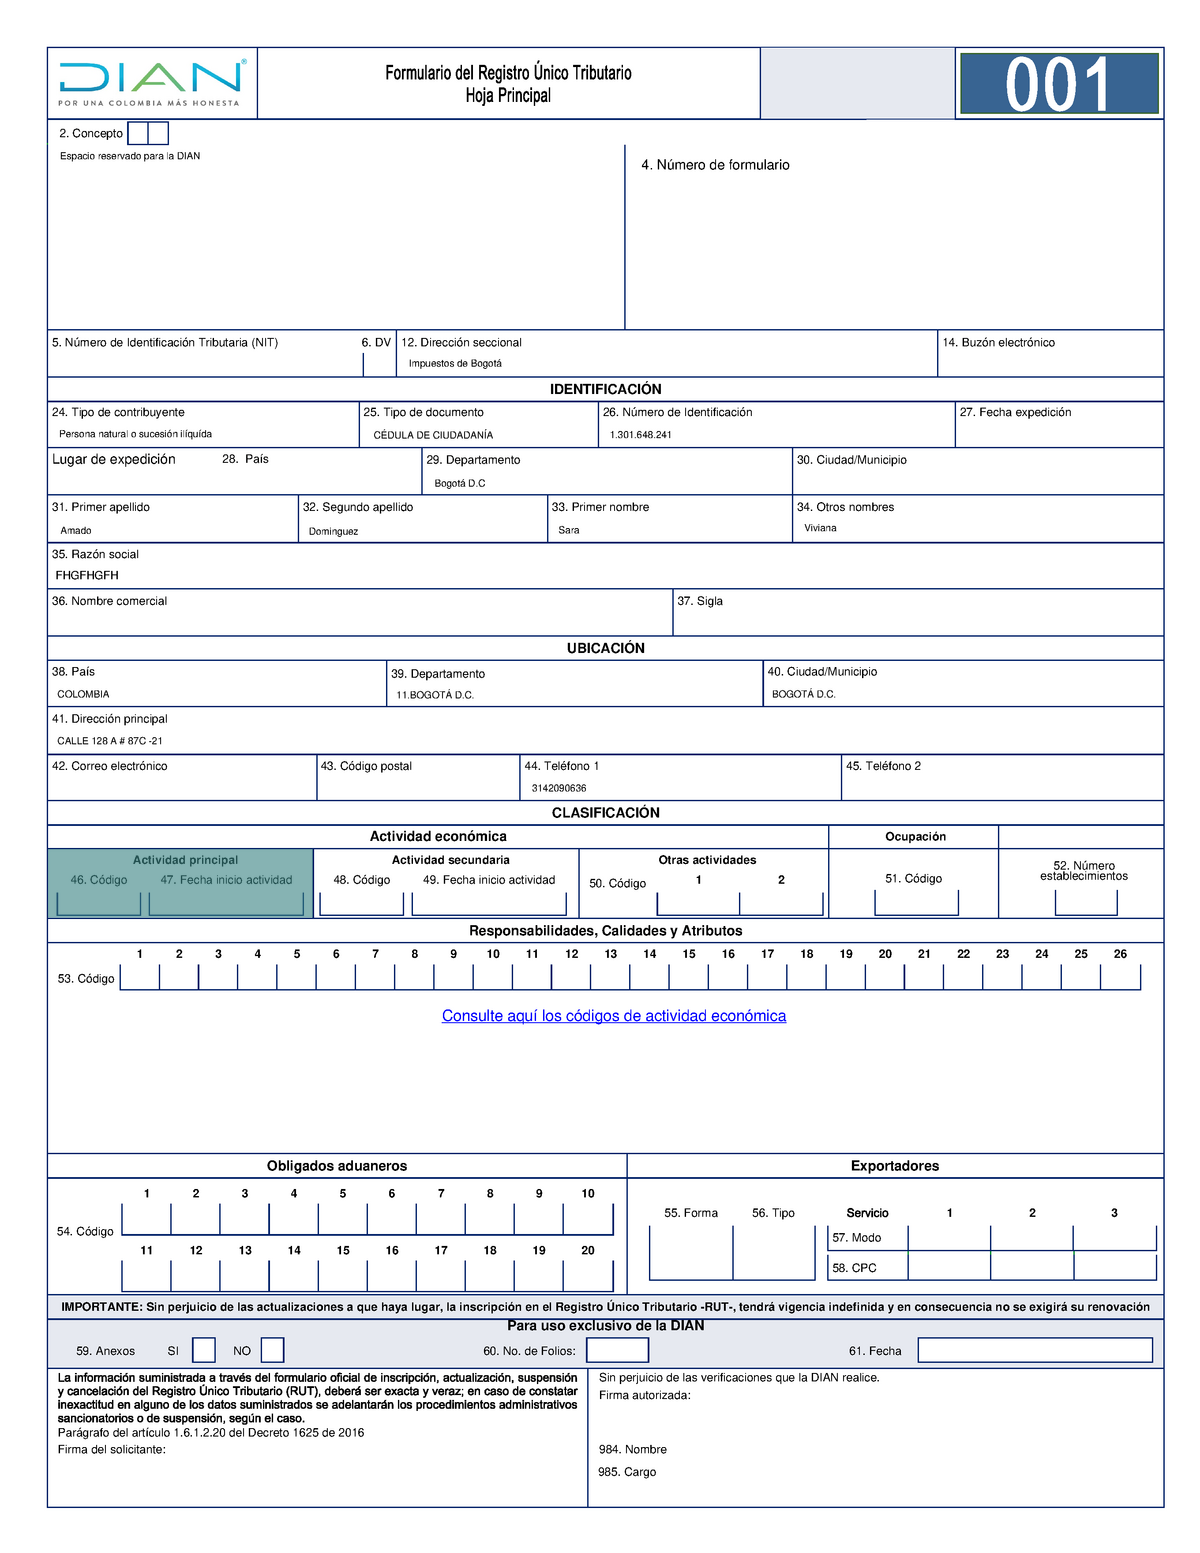 DIAN®
POR UNA COLOMBIA MÁS HONESTA
Formulario del Registro Único Tributario
Hoja Principal
001
2. Concepto
Espacio reservado para la DIAN
4. Número de formulario
5. Número de Identificación Tributaria (NIT) 6. DV 12. Dirección seccional 14. Buzón electrónico
Impuestos de Bogotá
IDENTIFICACIÓN
24. Tipo de contribuyente 25. Tipo de documento 26. Número de Identificación 27. Fecha expedición
Persona natural o sucesión ilíquída CÉDULA DE CIUDADANÍA 1.301.648.241
Lugar de expedición 28. País 29. Departamento 30. Ciudad/Municipio
Bogotá D.C
31. Primer apellido 32. Segundo apellido 33. Primer nombre 34. Otros nombres
Amado Dominguez Sara Viviana
35. Razón social
FHGFHGFH
36. Nombre comercial 37. Sigla
UBICACIÓN
38. País 39. Departamento 40. Ciudad/Municipio
COLOMBIA 11.BOGOTÁ D.C. BOGOTÁ D.C.
41. Dirección principal
CALLE 128 A # 87C -21
42. Correo electrónico 43. Código postal 44. Teléfono 1 45. Teléfono 2
3142090636
CLASIFICACIÓN
Actividad económica Ocupación
Actividad principal Actividad secundaria Otras actividades 52. Número
establecimientos
46. Código 47. Fecha inicio actividad 48. Código 49. Fecha inicio actividad 50. Código 1 2 51. Código
Responsabilidades, Calidades y Atributos
1 2 3 4 5 6 7 8 9 10 11 12 13 14 15 16 17 18 19 20 21 22 23 24 25 26
53. Código
Consulte aquí los códigos de actividad económica
Obligados aduaneros Exportadores
1 2 3 4 5 6 7 8 9 10
54. Código
11 12 13 14 15 16 17 18 19 20
55. Forma 56. Tipo Servicio 1 2 3
57. Modo
58. CPC
IMPORTANTE: Sin perjuicio de las actualizaciones a que haya lugar, la inscripción en el Registro Único Tributario -RUT-, tendrá vigencia indefinida y en consecuencia no se exigirá su renovación
Para uso exclusivo de la DIAN
59. Anexos SI NO 60. No. de Folios: 61. Fecha
La información suministrada a través del formulario oficial de inscripción, actualización, suspensión
y cancelación del Registro Único Tributario (RUT), deberá ser exacta y veraz; en caso de constatar
inexactitud en alguno de los datos suministrados se adelantarán los procedimientos administrativos
sancionatorios o de suspensión, según el caso.
Parágrafo del artículo 1.6.1.2.20 del Decreto 1625 de 2016
Firma del solicitante:
Sin perjuicio de las verificaciones que la DIAN realice.
Firma autorizada:
984. Nombre
985. Cargo